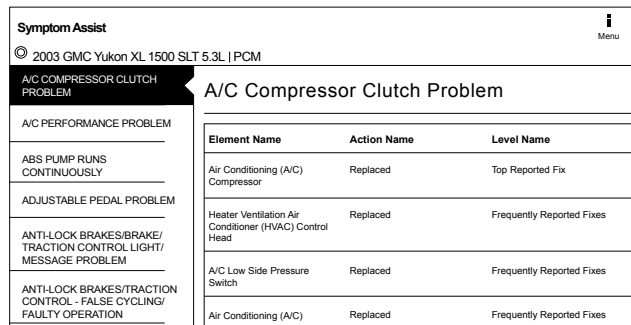 Symptom Assist
Menu
2003 GMC Yukon XL 1500 SLT 5.3L | PCM
A/C COMPRESSOR CLUTCH
PROBLEM
A/C PERFORMANCE PROBLEM
ABS PUMP RUNS
CONTINUOUSLY
ADJUSTABLE PEDAL PROBLEM
ANTI-LOCK BRAKES/BRAKE/
TRACTION CONTROL LIGHT/
MESSAGE PROBLEM
ANTI-LOCK BRAKES/TRACTION
CONTROL - FALSE CYCLING/
FAULTY OPERATION
A/C Compressor Clutch Problem
Element Name Action Name Level Name
Air Conditioning (A/C) Replaced Top Reported Fix
Compressor
Heater Ventilation Air Replaced Frequently Reported Fixes
Conditioner (HVAC) Control
Head
A/C Low Side Pressure Replaced Frequently Reported Fixes
Switch
Air Conditioning (A/C) Replaced Frequently Reported Fixes